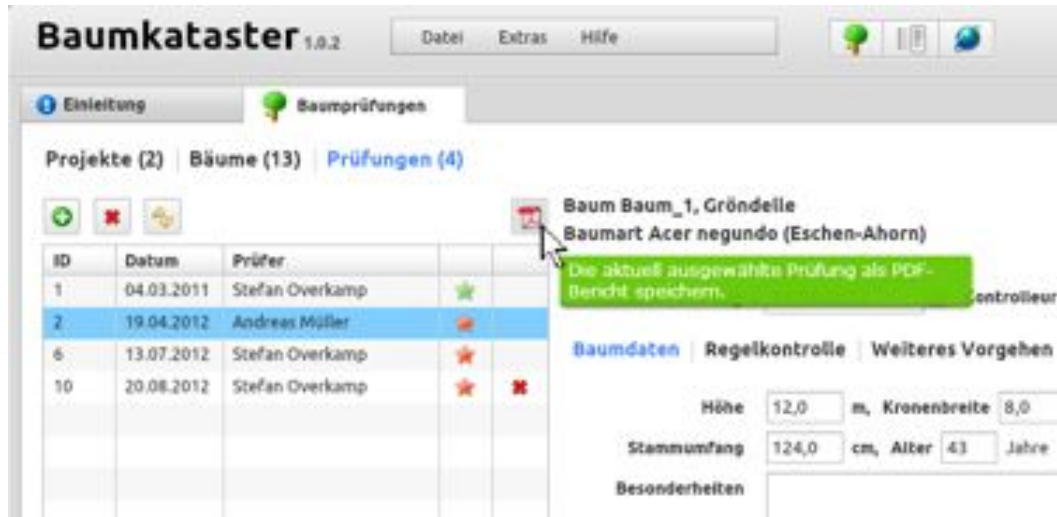 Baumkataster 1.0.2 Datei Extras Hilfe
Einleitung Baumprüfungen
Projekte (2) Bäume (13) Prüfungen (4)
Baum Baum_1, Gröndelle
Baumart Acer negundo (Eschen-Ahorn)
Die aktuell ausgewählte Prüfung als PDF-
Bericht speichern.
ontrolleur
ID Datum Prüfer
1 04.03.2011 Stefan Overkamp
2 19.04.2012 Andreas Müller
6 13.07.2012 Stefan Overkamp
10 20.08.2012 Stefan Overkamp
Baumdaten Regelkontrolle Weiteres Vorgehen
Höhe 12,0 m, Kronenbreite 8,0
Stammumfang 124,0 cm, Alter 43 Jahre
Besonderheiten